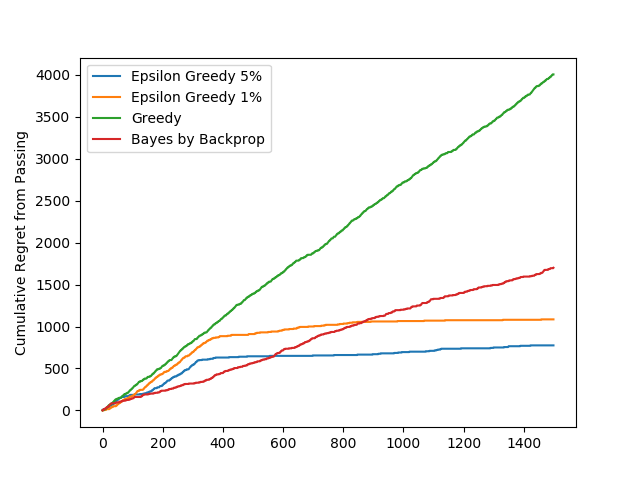 Epsilon Greedy 5%
Epsilon Greedy 1%
Greedy
Bayes by Backprop
Cumulative Regret from Passing
4000
3500
3000
2500
2000
1500
1000
500
0
0 200 400 600 800 1000 1200 1400